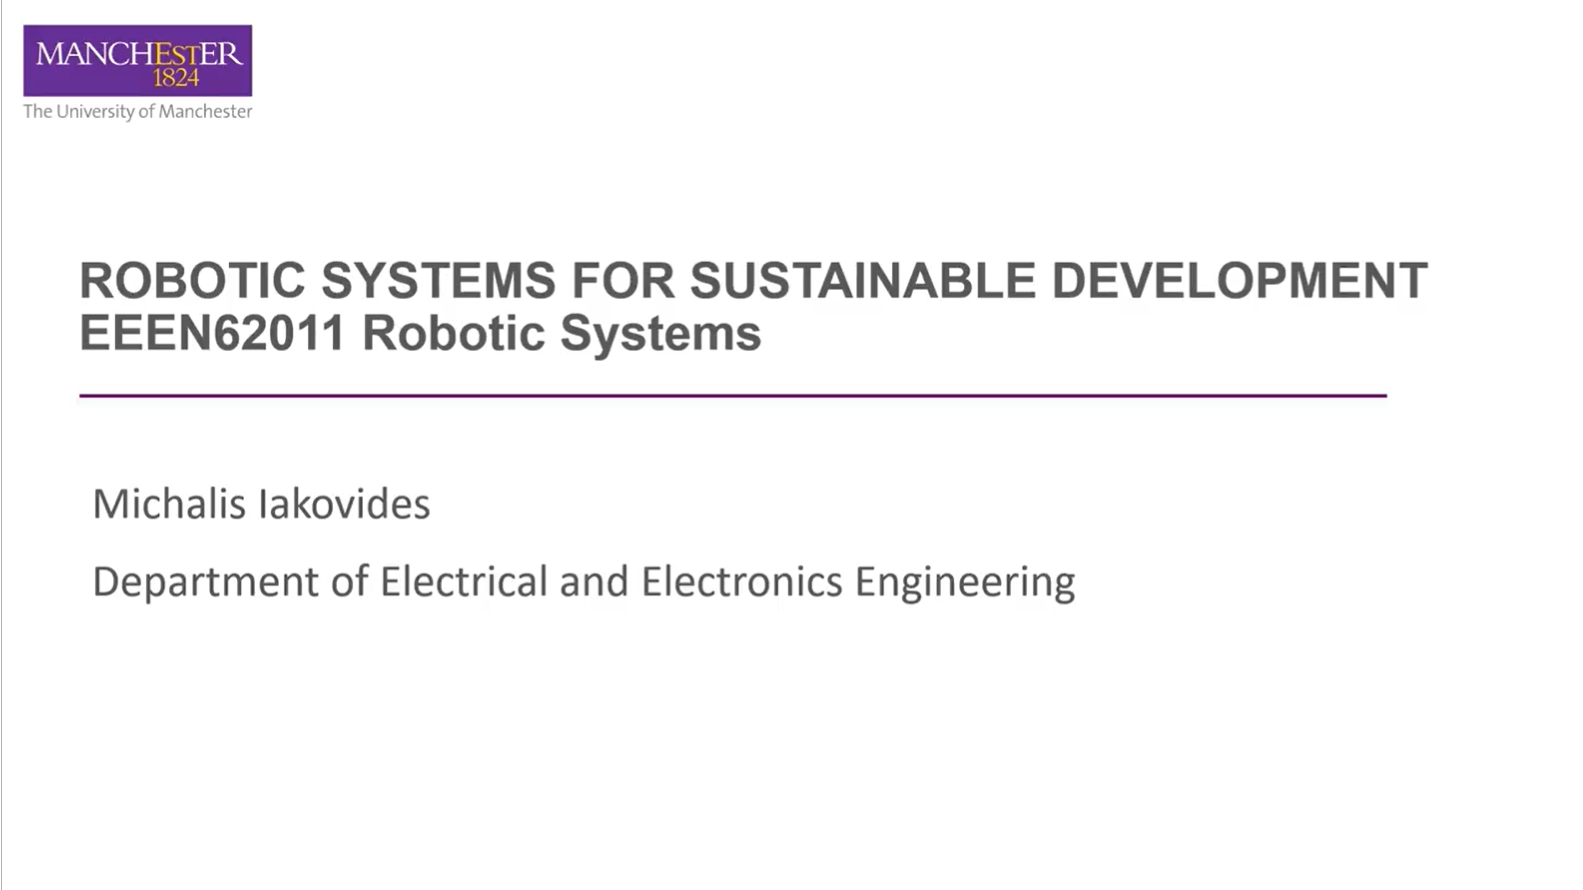 MANCHESTER
1824
The University of Manchester
ROBOTIC SYSTEMS FOR SUSTAINABLE DEVELOPMENT
EEEN62011 Robotic Systems
Michalis Iakovides
Department of Electrical and Electronics Engineering